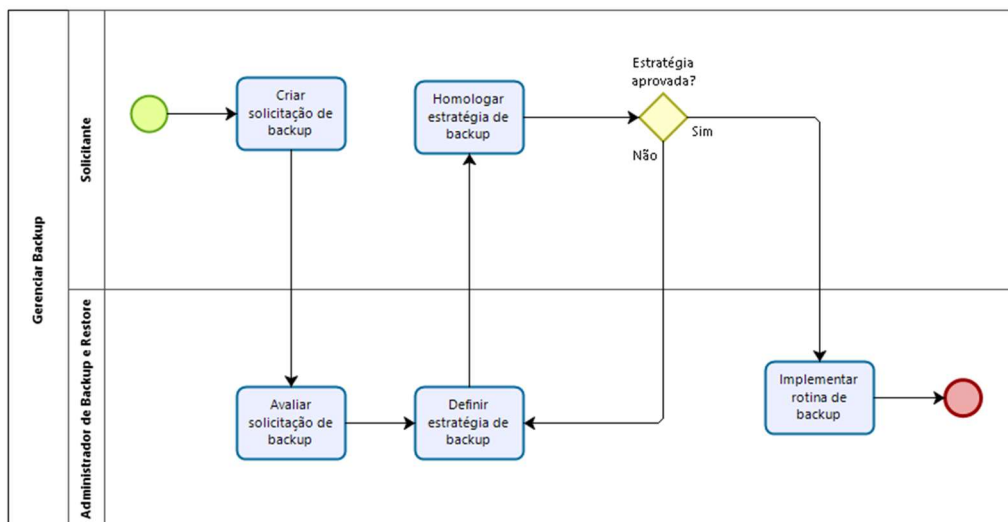 Gerenciar Backup
Solicitante
Criar
solicitação de
backup
Homologar
estratégia de
backup
Estratégia
aprovada?
Sim
Não
Administrador de Backup e Restore
Avaliar
solicitação de
backup
Definir
estratégia de
backup
Implementar
rotina de
backup